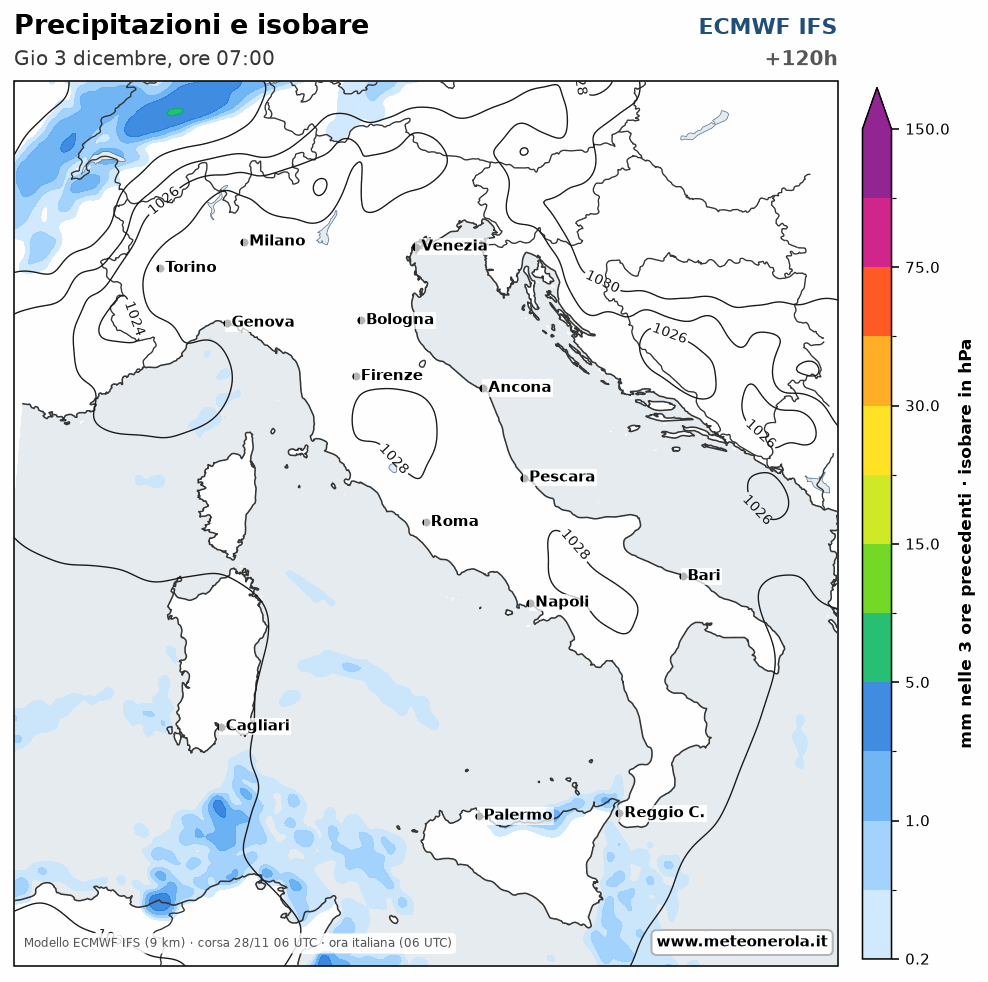 Precipitazioni e isobare
ECMWF IFS
Gio 3 dicembre, ore 07:00
+120h
1026
Milano
Venezia
Torino
1030
1024
Genova
Bologna
1026
Firenze
Ancona
1026
1028
Pescara
1026
Roma
1028
Bari
Napoli
Cagliari
Palermo
Reggio C.
Modello ECMWF IFS (9 km) · corsa 28/11 06 UTC · ora italiana (06 UTC)
www.meteonerola.it
150.0
75.0
30.0
15.0
5.0
1.0
0.2
mm nelle 3 ore precedenti · isobare in hPa